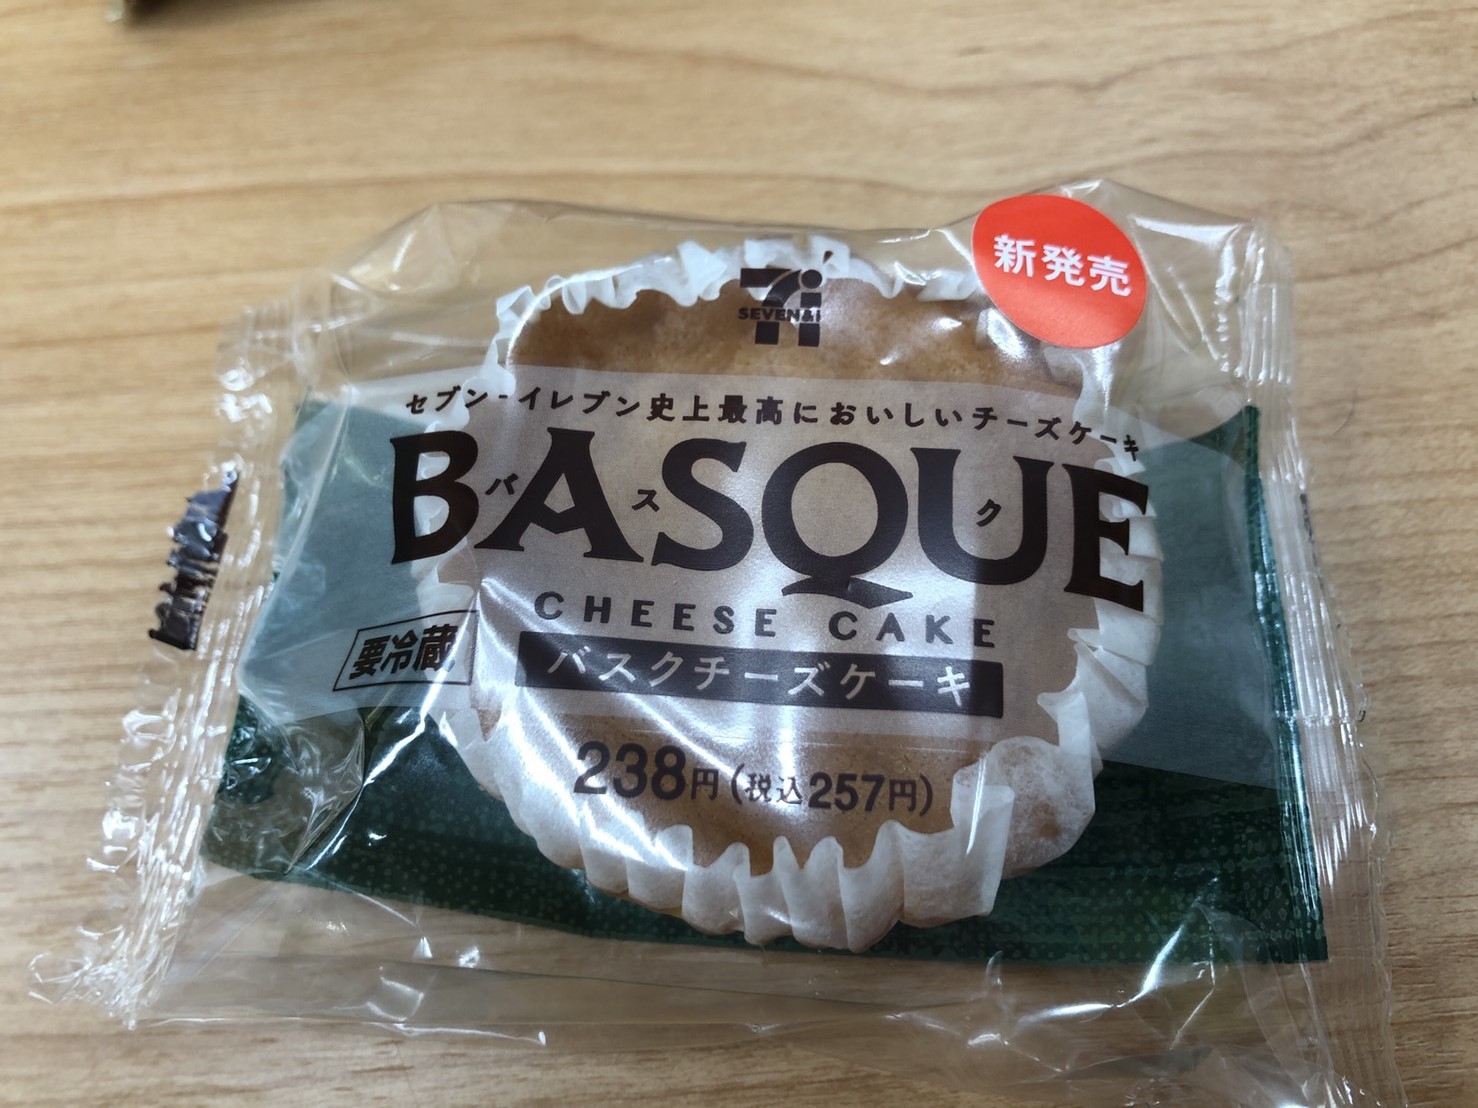 新発売
SEVEN&i
セブン-イレブン史上最高においしいチーズケーキ
BASQUE
バスク
CHEESE CAKE
要冷蔵
バスクチーズケーキ
238円(税込257円)